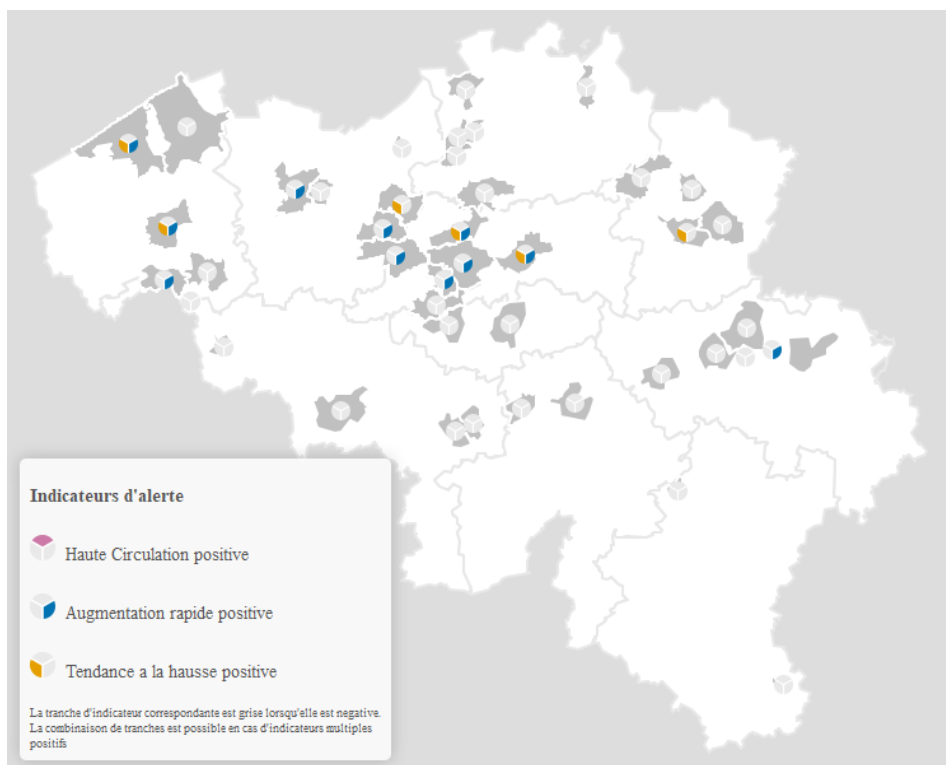 Indicateurs d'alerte
Haute Circulation positive
Augmentation rapide positive
Tendance a la hausse positive
La tranche d'indicateur correspondante est grise lorsqu'elle est negative.
La combinaison de tranches est possible en cas d'indicateurs multiples
positifs